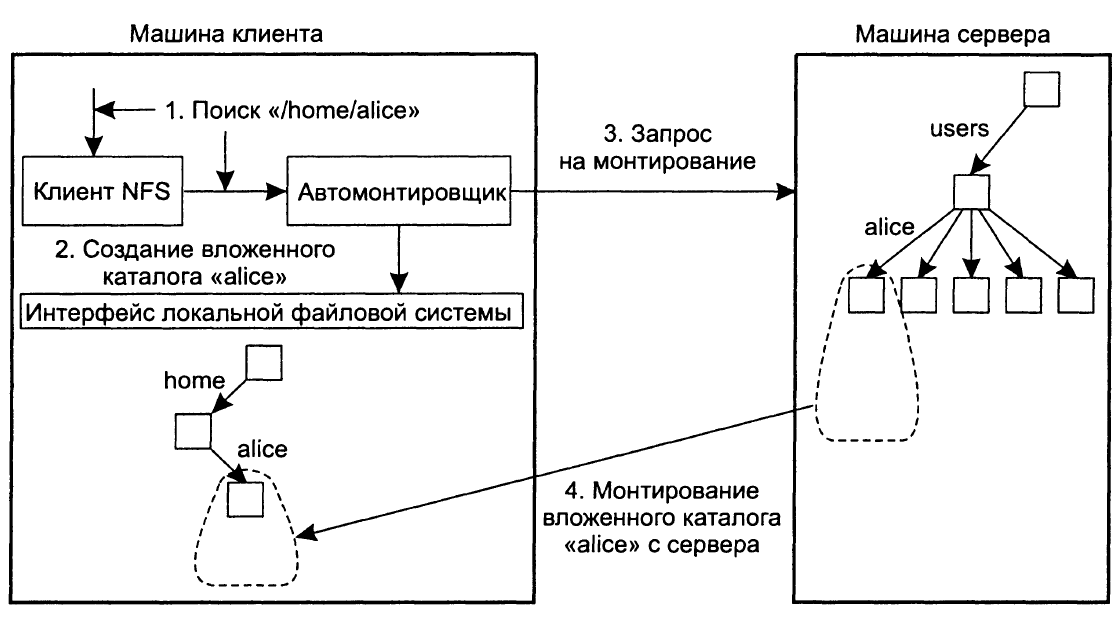 Машина клиента
Машина сервера
1. Поиск «/home/alice»
3. Запрос
на монтирование
users
Клиент NFS
Автомонтировщик
alice
2. Создание вложенного
каталога «alice»
Интерфейс локальной файловой системы
home
alice
4. Монтирование
вложенного каталога
«alice» с сервера